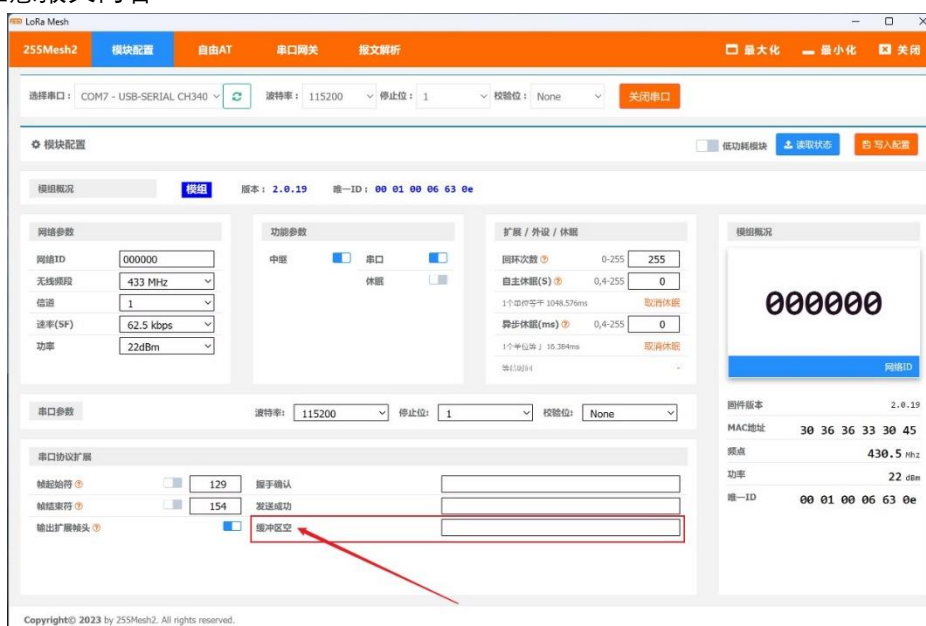 LoRa Mesh
255Mesh2 模块配置 自由AT 串口网关 报文解析 最大化 最小化 关闭
选择串口： COM7 - USB-SERIAL CH340 波特率： 115200 停止位： 1 校验位： None 关闭串口
模块配置 低功耗模块 读取状态 写入配置
模组概况 模组 版本： 2.0.19 唯一ID： 00 01 00 06 63 0e
网络参数 功能参数 扩展 / 外设 / 休眠 模组概况
网络ID 000000 中继 串口 回环次数 0-255 255
无线频段 433 MHz 休眠 自主休眠(S) 0,4-255 0
信道 1 1个单位等于 1048.576ms 取消休眠
000000
速率(SF) 62.5 kbps 异步休眠(ms) 0,4-255 0
功率 22dBm 16.384ms 取消休眠
- 网络ID
串口参数 波特率: 115200 停止位: 1 校验位: None
固件版本 2.0.19
MAC地址 30 36 36 33 30 45
串口协议扩展 频点 430.5 Mhz
帧起始符 129 握手确认 功率 22 dBm
帧结束符 154 发送成功 唯一ID 00 01 00 06 63 0e
输出扩展帧头 缓冲区空
Copyright© 2023 by 255Mesh2. All rights reserved.